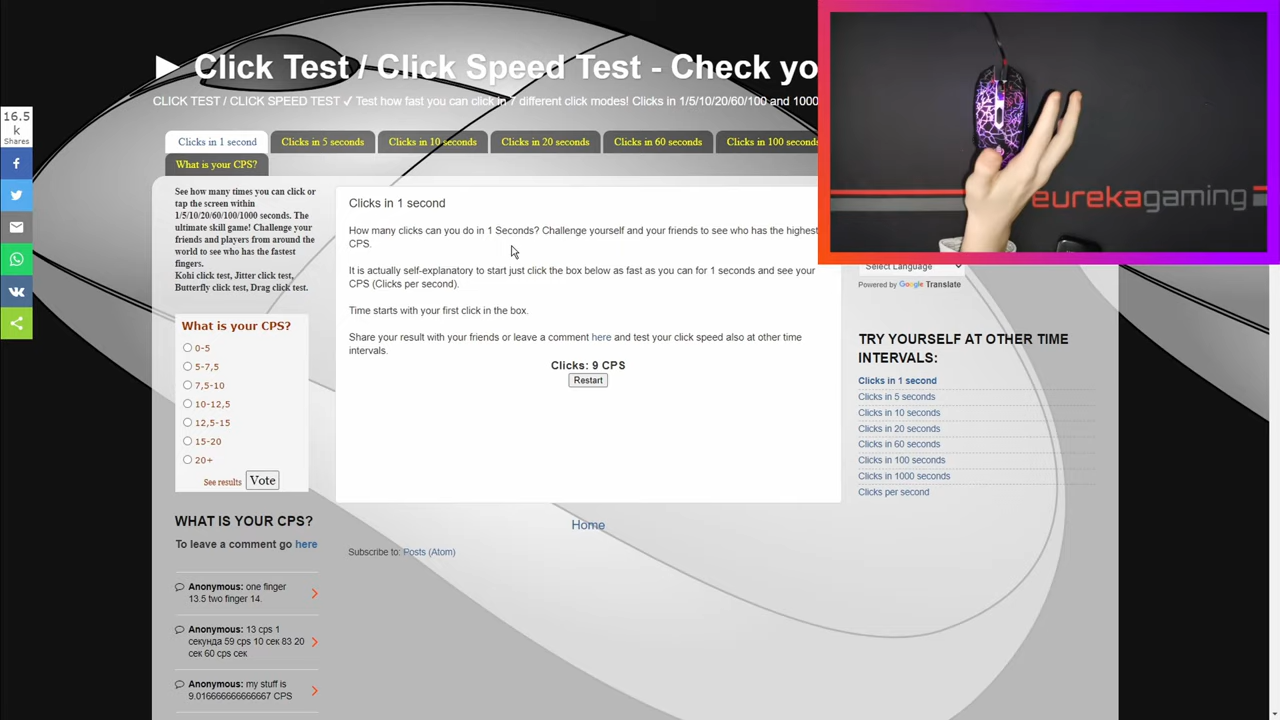 ► Click Test / Click Speed Test - Check yo
CLICK TEST / CLICK SPEED TEST ✓ Test how fast you can click in 7 different click modes! Clicks in 1/5/10/20/60/100 and 1000
16.5
k
Shares
Clicks in 1 second
Clicks in 5 seconds
Clicks in 10 seconds
Clicks in 20 seconds
Clicks in 60 seconds
Clicks in 100 seconds
What is your CPS?
See how many times you can click or
tap the screen within
1/5/10/20/60/100/1000 seconds. The
ultimate skill game! Challenge your
friends and players from around the
world to see who has the fastest
fingers.
Kohi click test, Jitter click test,
Butterfly click test, Drag click test.
What is your CPS?
0-5
5-7,5
7,5-10
10-12,5
12,5-15
15-20
20+
See results
Vote
WHAT IS YOUR CPS?
To leave a comment go here
Anonymous: one finger
13.5 two finger 14.
Anonymous: 13 cps 1
секунда 59 cps 10 сек 83 20
сек 60 cps сек
Anonymous: my stuff is
9.016666666666667 CPS
Clicks in 1 second
How many clicks can you do in 1 Seconds? Challenge yourself and your friends to see who has the highest
CPS.
It is actually self-explanatory to start just click the box below as fast as you can for 1 seconds and see your
CPS (Clicks per second).
Time starts with your first click in the box.
Share your result with your friends or leave a comment here and test your click speed also at other time
intervals.
Clicks: 9 CPS
Restart
Home
Subscribe to: Posts (Atom)
eurekagaming
Select Language
Powered by Google Translate
TRY YOURSELF AT OTHER TIME
INTERVALS:
Clicks in 1 second
Clicks in 5 seconds
Clicks in 10 seconds
Clicks in 20 seconds
Clicks in 60 seconds
Clicks in 100 seconds
Clicks in 1000 seconds
Clicks per second